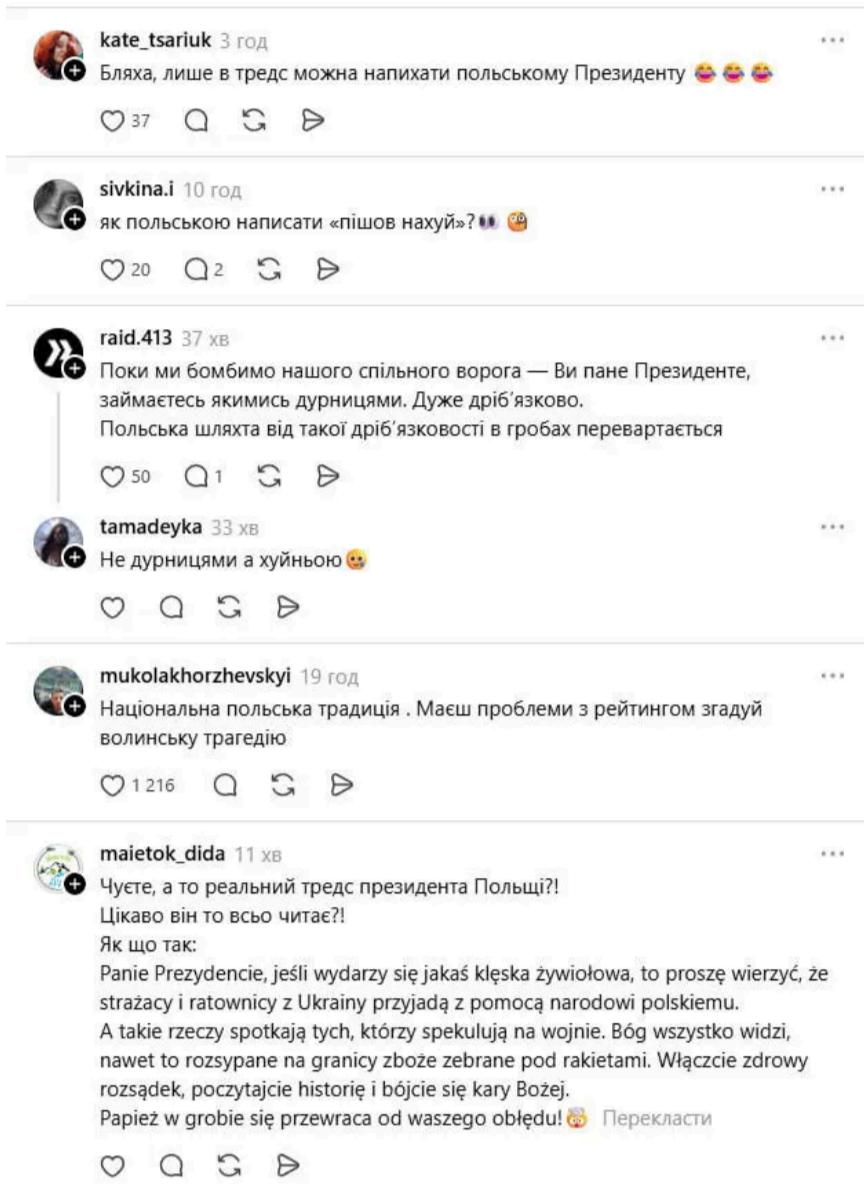 kate_tsariuk 3 год
Бляха, лише в тредс можна напихати польському Президенту 😂 😂 😂
37
sivkina.i 10 год
як польською написати «пішов нахуй»?👀 🤪
20 2
raid.413 37 хв
Поки ми бомбимо нашого спільного ворога — Ви пане Президенте,
займаєтесь якимись дурницями. Дуже дріб'язково.
Польська шляхта від такої дріб'язковості в гробах перевартається
50 1
tamadeyka 33 хв
Не дурницями а хуйньою
mukolakhorzhevskyi 19 год
Національна польська традиція . Маєш проблеми з рейтингом згадуй
волинську трагедію
1 216
maietok_dida 11 хв
Чуєте, а то реальний тредс президента Польщі?!
Цікаво він то всьо читає?!
Як що так:
Panie Prezydencie, jeśli wydarzy się jakaś klęska żywiołowa, to proszę wierzyć, że
strażacy i ratownicy z Ukrainy przyjadą z pomocą narodowi polskiemu.
A takie rzeczy spotkają tych, którzy spekulują na wojnie. Bóg wszystko widzi,
nawet to rozsypane na granicy zboże zebrane pod rakietami. Włączcie zdrowy
rozsądek, poczytajcie historię i bójcie się kary Bożej.
Papież w grobie się przewraca od waszego obłędu!🤯 Перекласти